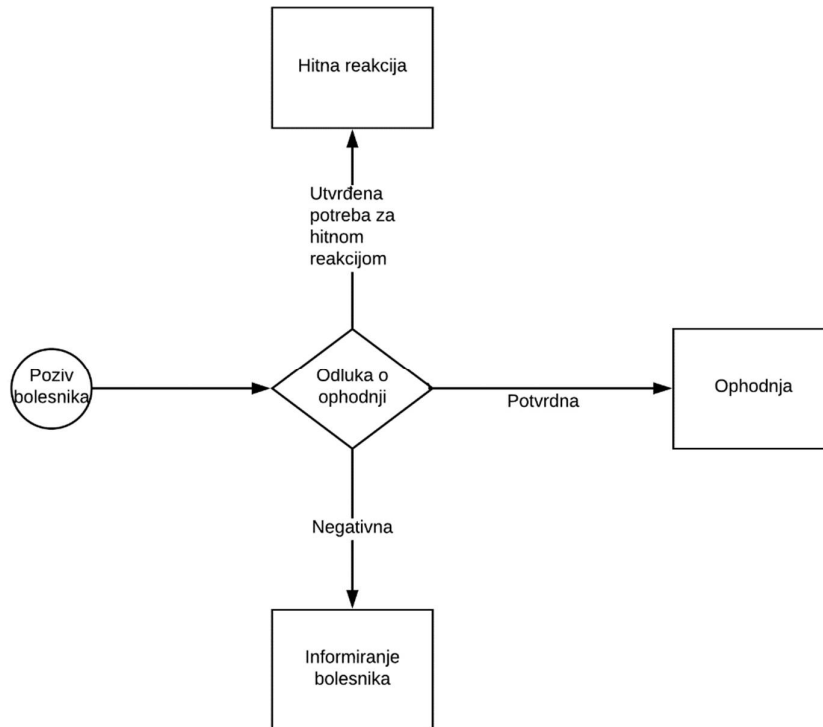 Hitna reakcija
Utvrđena
potreba za
hitnom
reakcijom
Poziv
bolesnika
Odluka o
ophodnji
Potvrdna
Ophodnja
Negativna
Informiranje
bolesnika